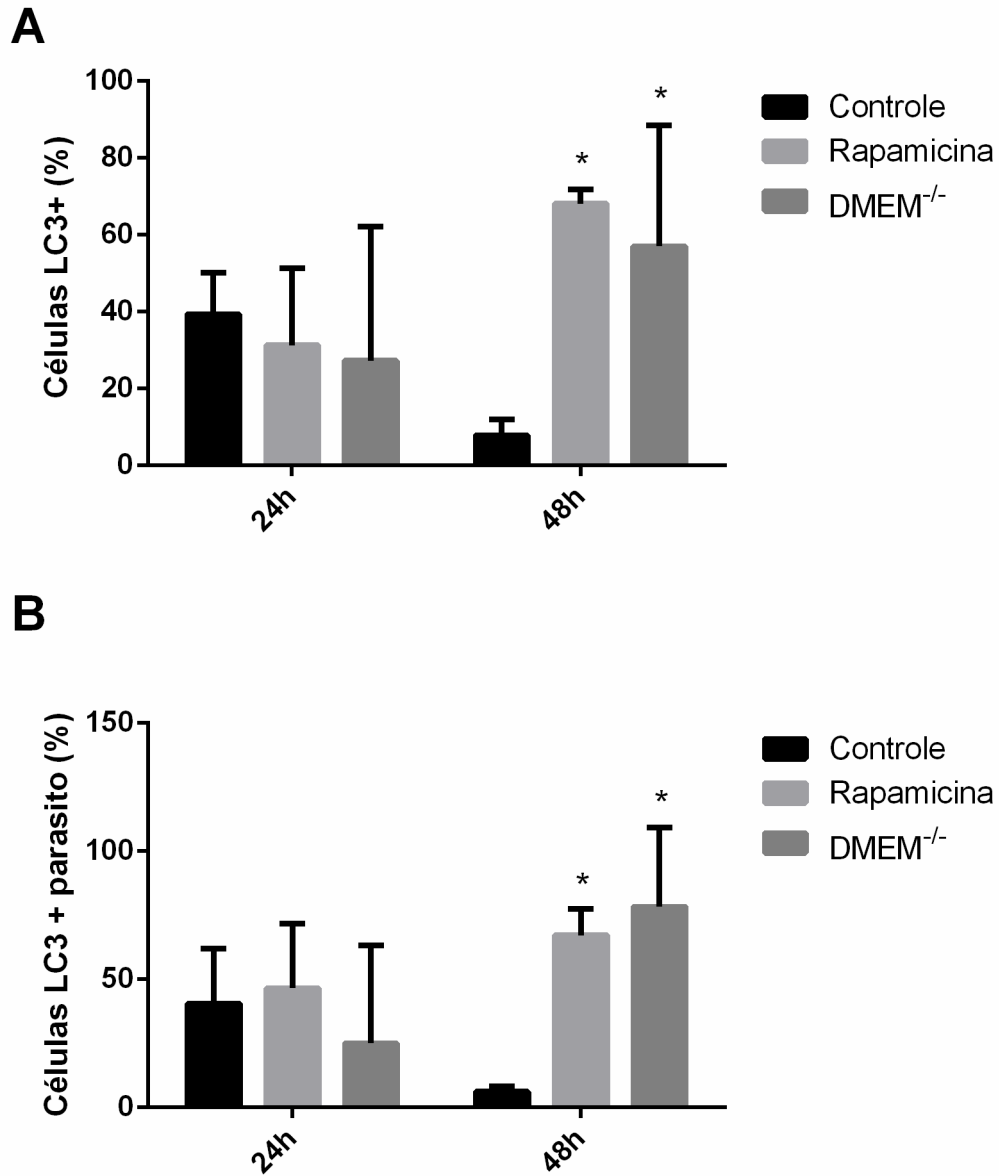 A
Células LC3+ (%)
100
80
60
40
20
0
*
*
24h
48h
Controle
Rapamicina
DMEM-/-
B
Células LC3 + parasito (%)
150
100
50
0
*
*
24h
48h
Controle
Rapamicina
DMEM-/-